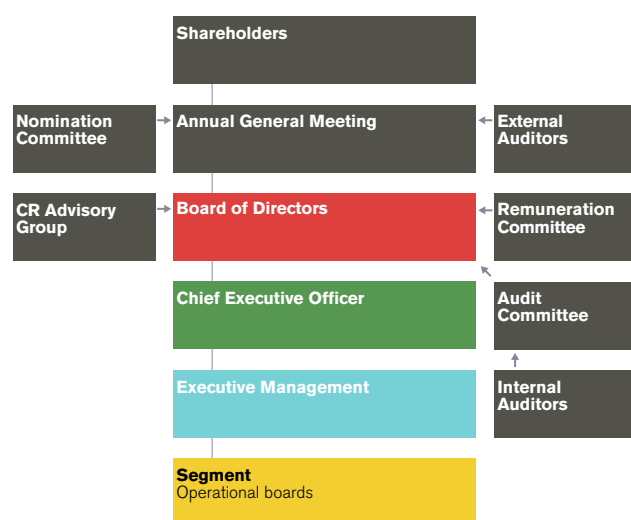 Shareholders
Nomination
Committee
Annual General Meeting
External
Auditors
CR Advisory
Group
Board of Directors
Remuneration
Committee
Chief Executive Officer
Audit
Committee
Executive Management
Internal
Auditors
Segment
Operational boards